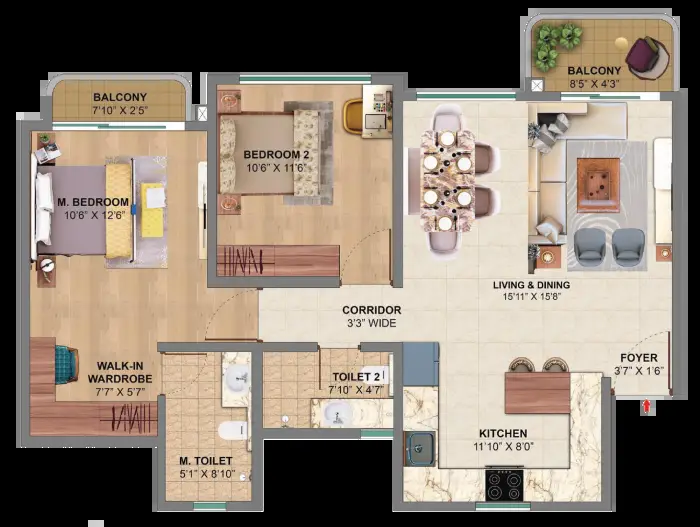 BALCONY
8'5" X 4'3"
BALCONY
7'10" X 2'5"
BEDROOM 2
10'6" X 11'6"
M. BEDROOM
10'6" X 12'6"
LIVING & DINING
15'11" X 15'8"
CORRIDOR
3'3" WIDE
FOYER
3'7" X 1'6"
WALK-IN
WARDROBE
7'7" X 5'7"
TOILET 2
7'10" X 4'7"
KITCHEN
11'10" X 8'0"
M. TOILET
5'1" X 8'10"